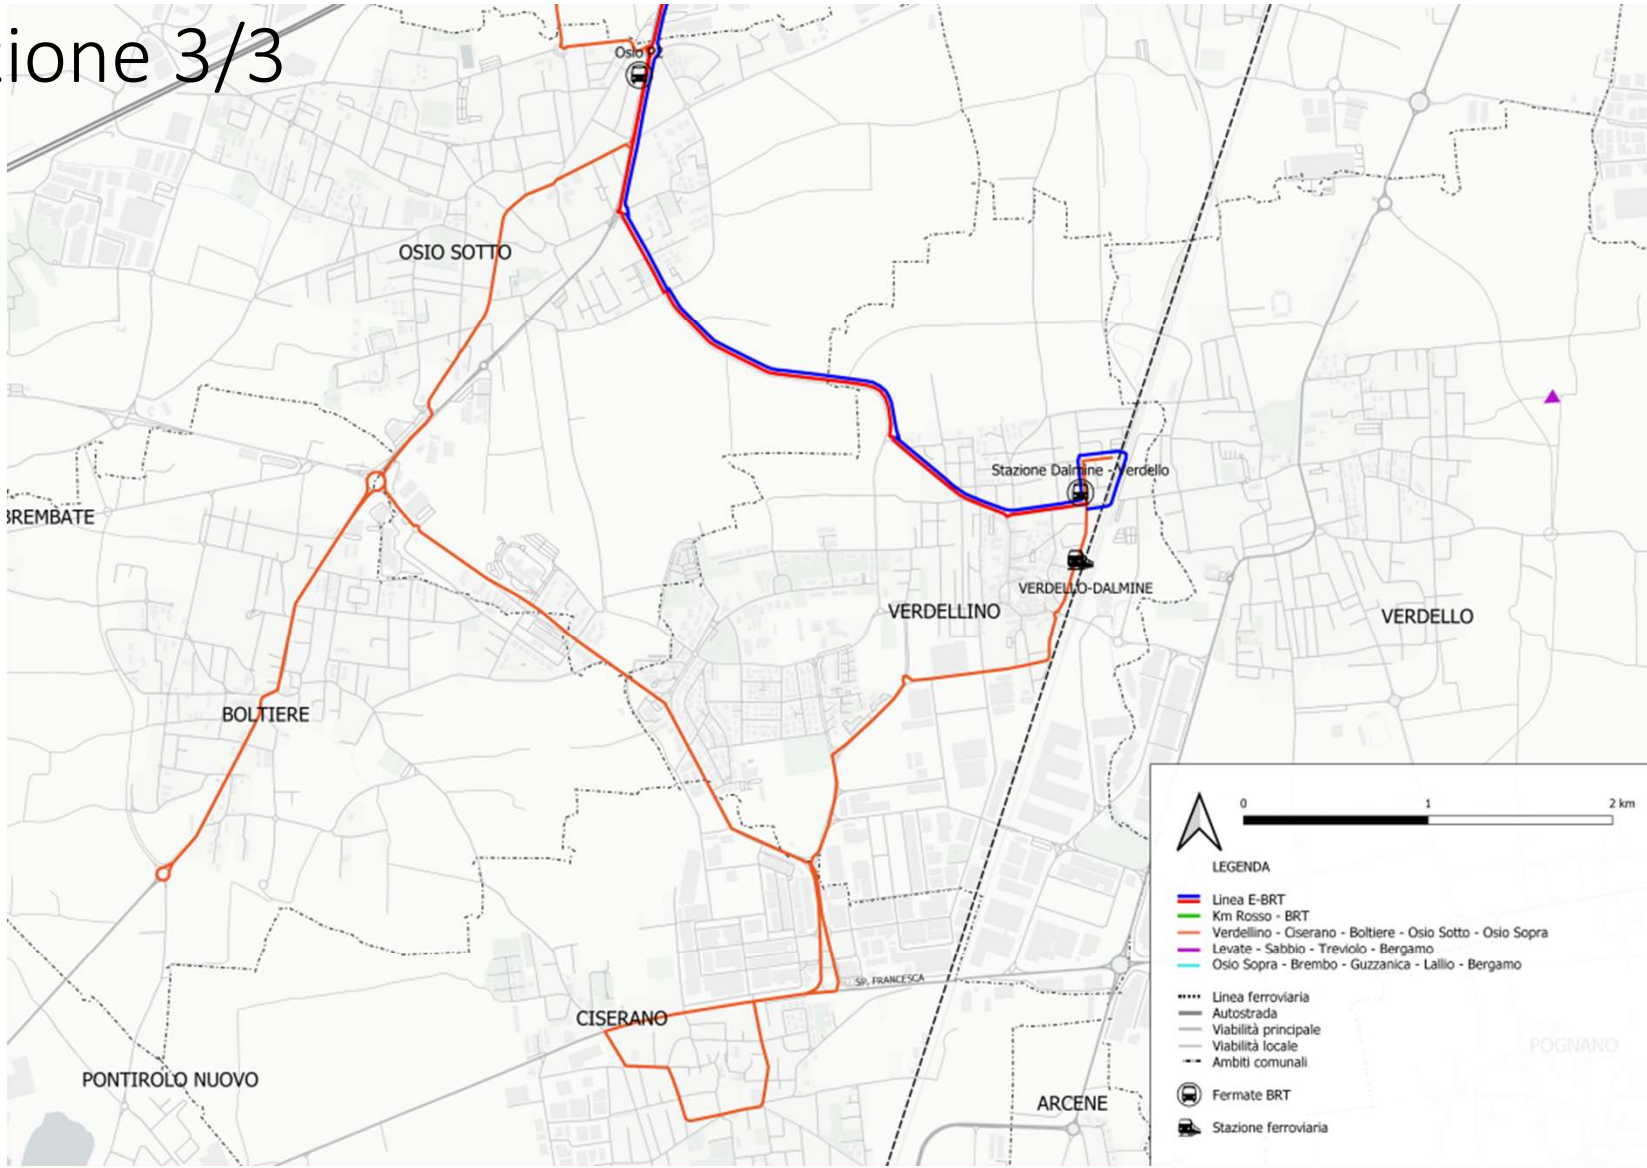 zione 3/3
Osio 2
OSIO SOTTO
Stazione Dalmine - Verdello
BREMBATE
VERDELLO-DALMINE
VERDELLINO
VERDELLO
BOLTIERE
SP. FRANCESCA
CISERANO
PONTIROLO NUOVO
ARCENE
POGNANO
0 1 2 km
LEGENDA
Linea E-BRT
Km Rosso - BRT
Verdellino - Ciserano - Boltiere - Osio Sotto - Osio Sopra
Levate - Sabbio - Treviolo - Bergamo
Osio Sopra - Brembo - Guzzanica - Lallio - Bergamo
Linea ferroviaria
Autostrada
Viabilità principale
Viabilità locale
Ambiti comunali
Fermate BRT
Stazione ferroviaria